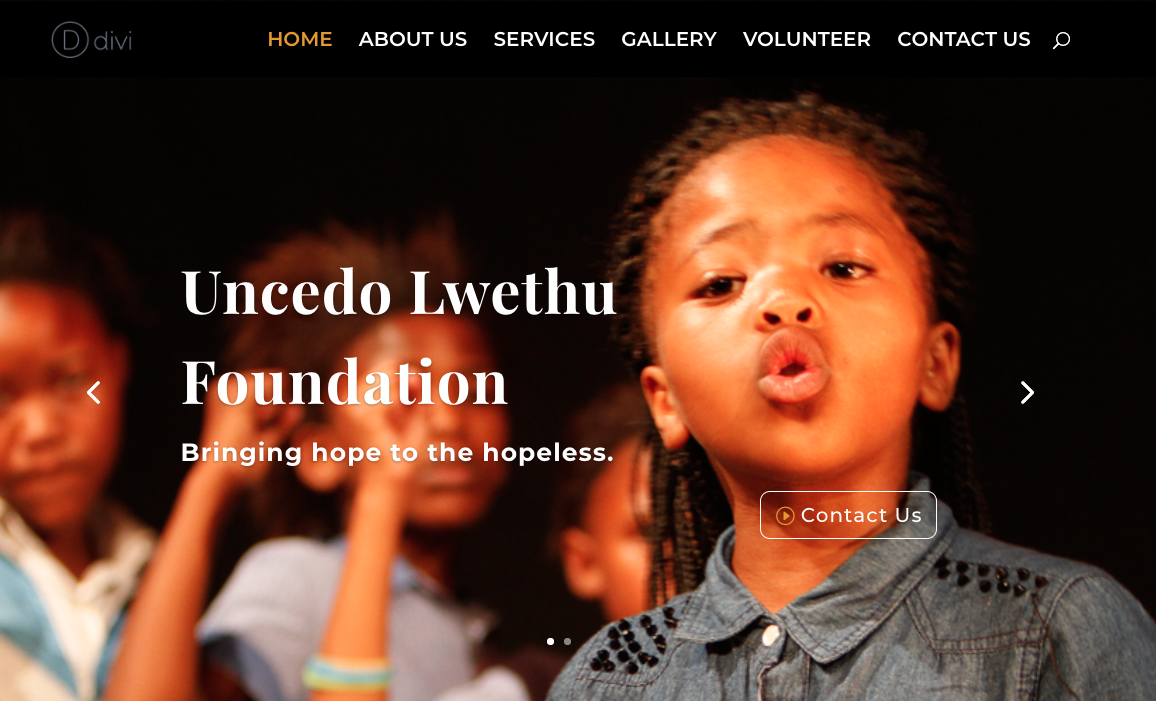 divi
HOME ABOUT US SERVICES GALLERY VOLUNTEER CONTACT US
Uncedo Lwethu
Foundation
Bringing hope to the hopeless.
Contact Us